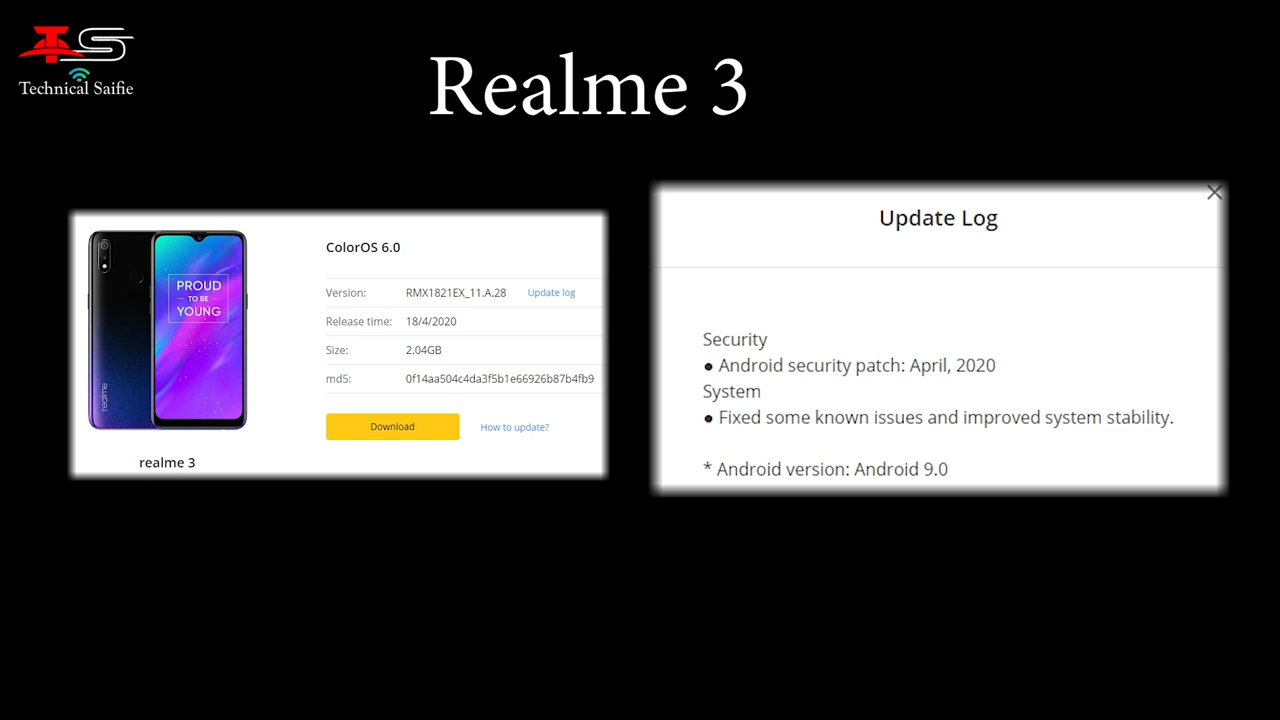 TS
Technical Saifie
Realme 3
PROUD
TO BE
YOUNG
realme
realme 3
ColorOS 6.0
Version: RMX1821EX_11.A.28 Update log
Release time: 18/4/2020
Size: 2.04GB
md5: 0f14aa504c4da3f5b1e66926b87b4fb9
Download How to update?
Update Log
Security
● Android security patch: April, 2020
System
● Fixed some known issues and improved system stability.
* Android version: Android 9.0